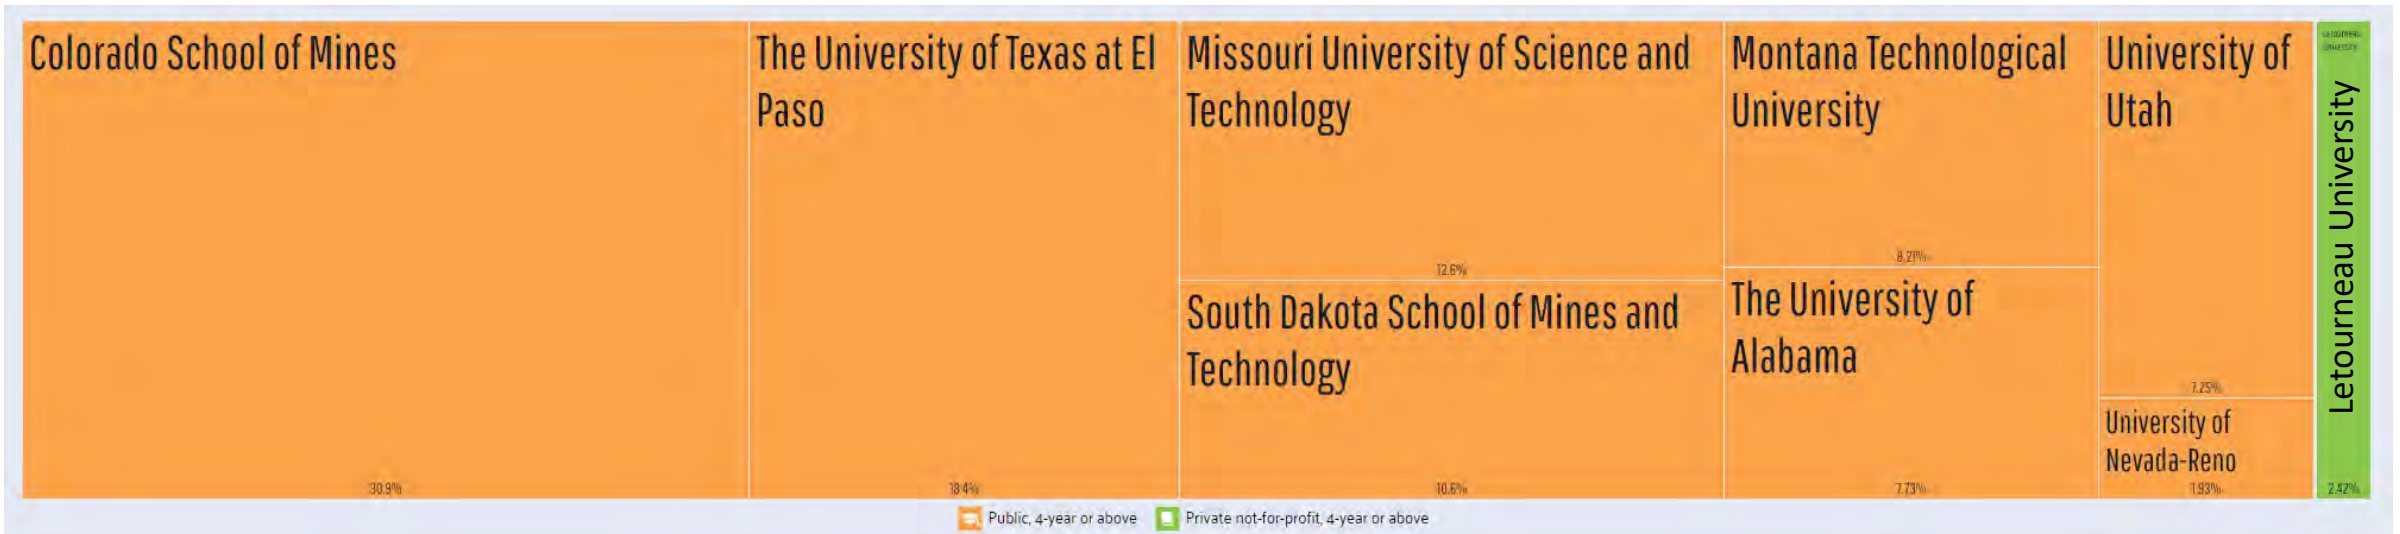 Colorado School of Mines
30.9%
The University of Texas at El
Paso
18.4%
Missouri University of Science and
Technology
12.6%
South Dakota School of Mines and
Technology
10.6%
Montana Technological
University
8.21%
The University of
Alabama
7.73%
University of
Utah
7.25%
University of
Nevada-Reno
1.93%
Letourneau
University
Letourneau University
2.42%
Public, 4-year or above
Private not-for-profit, 4-year or above